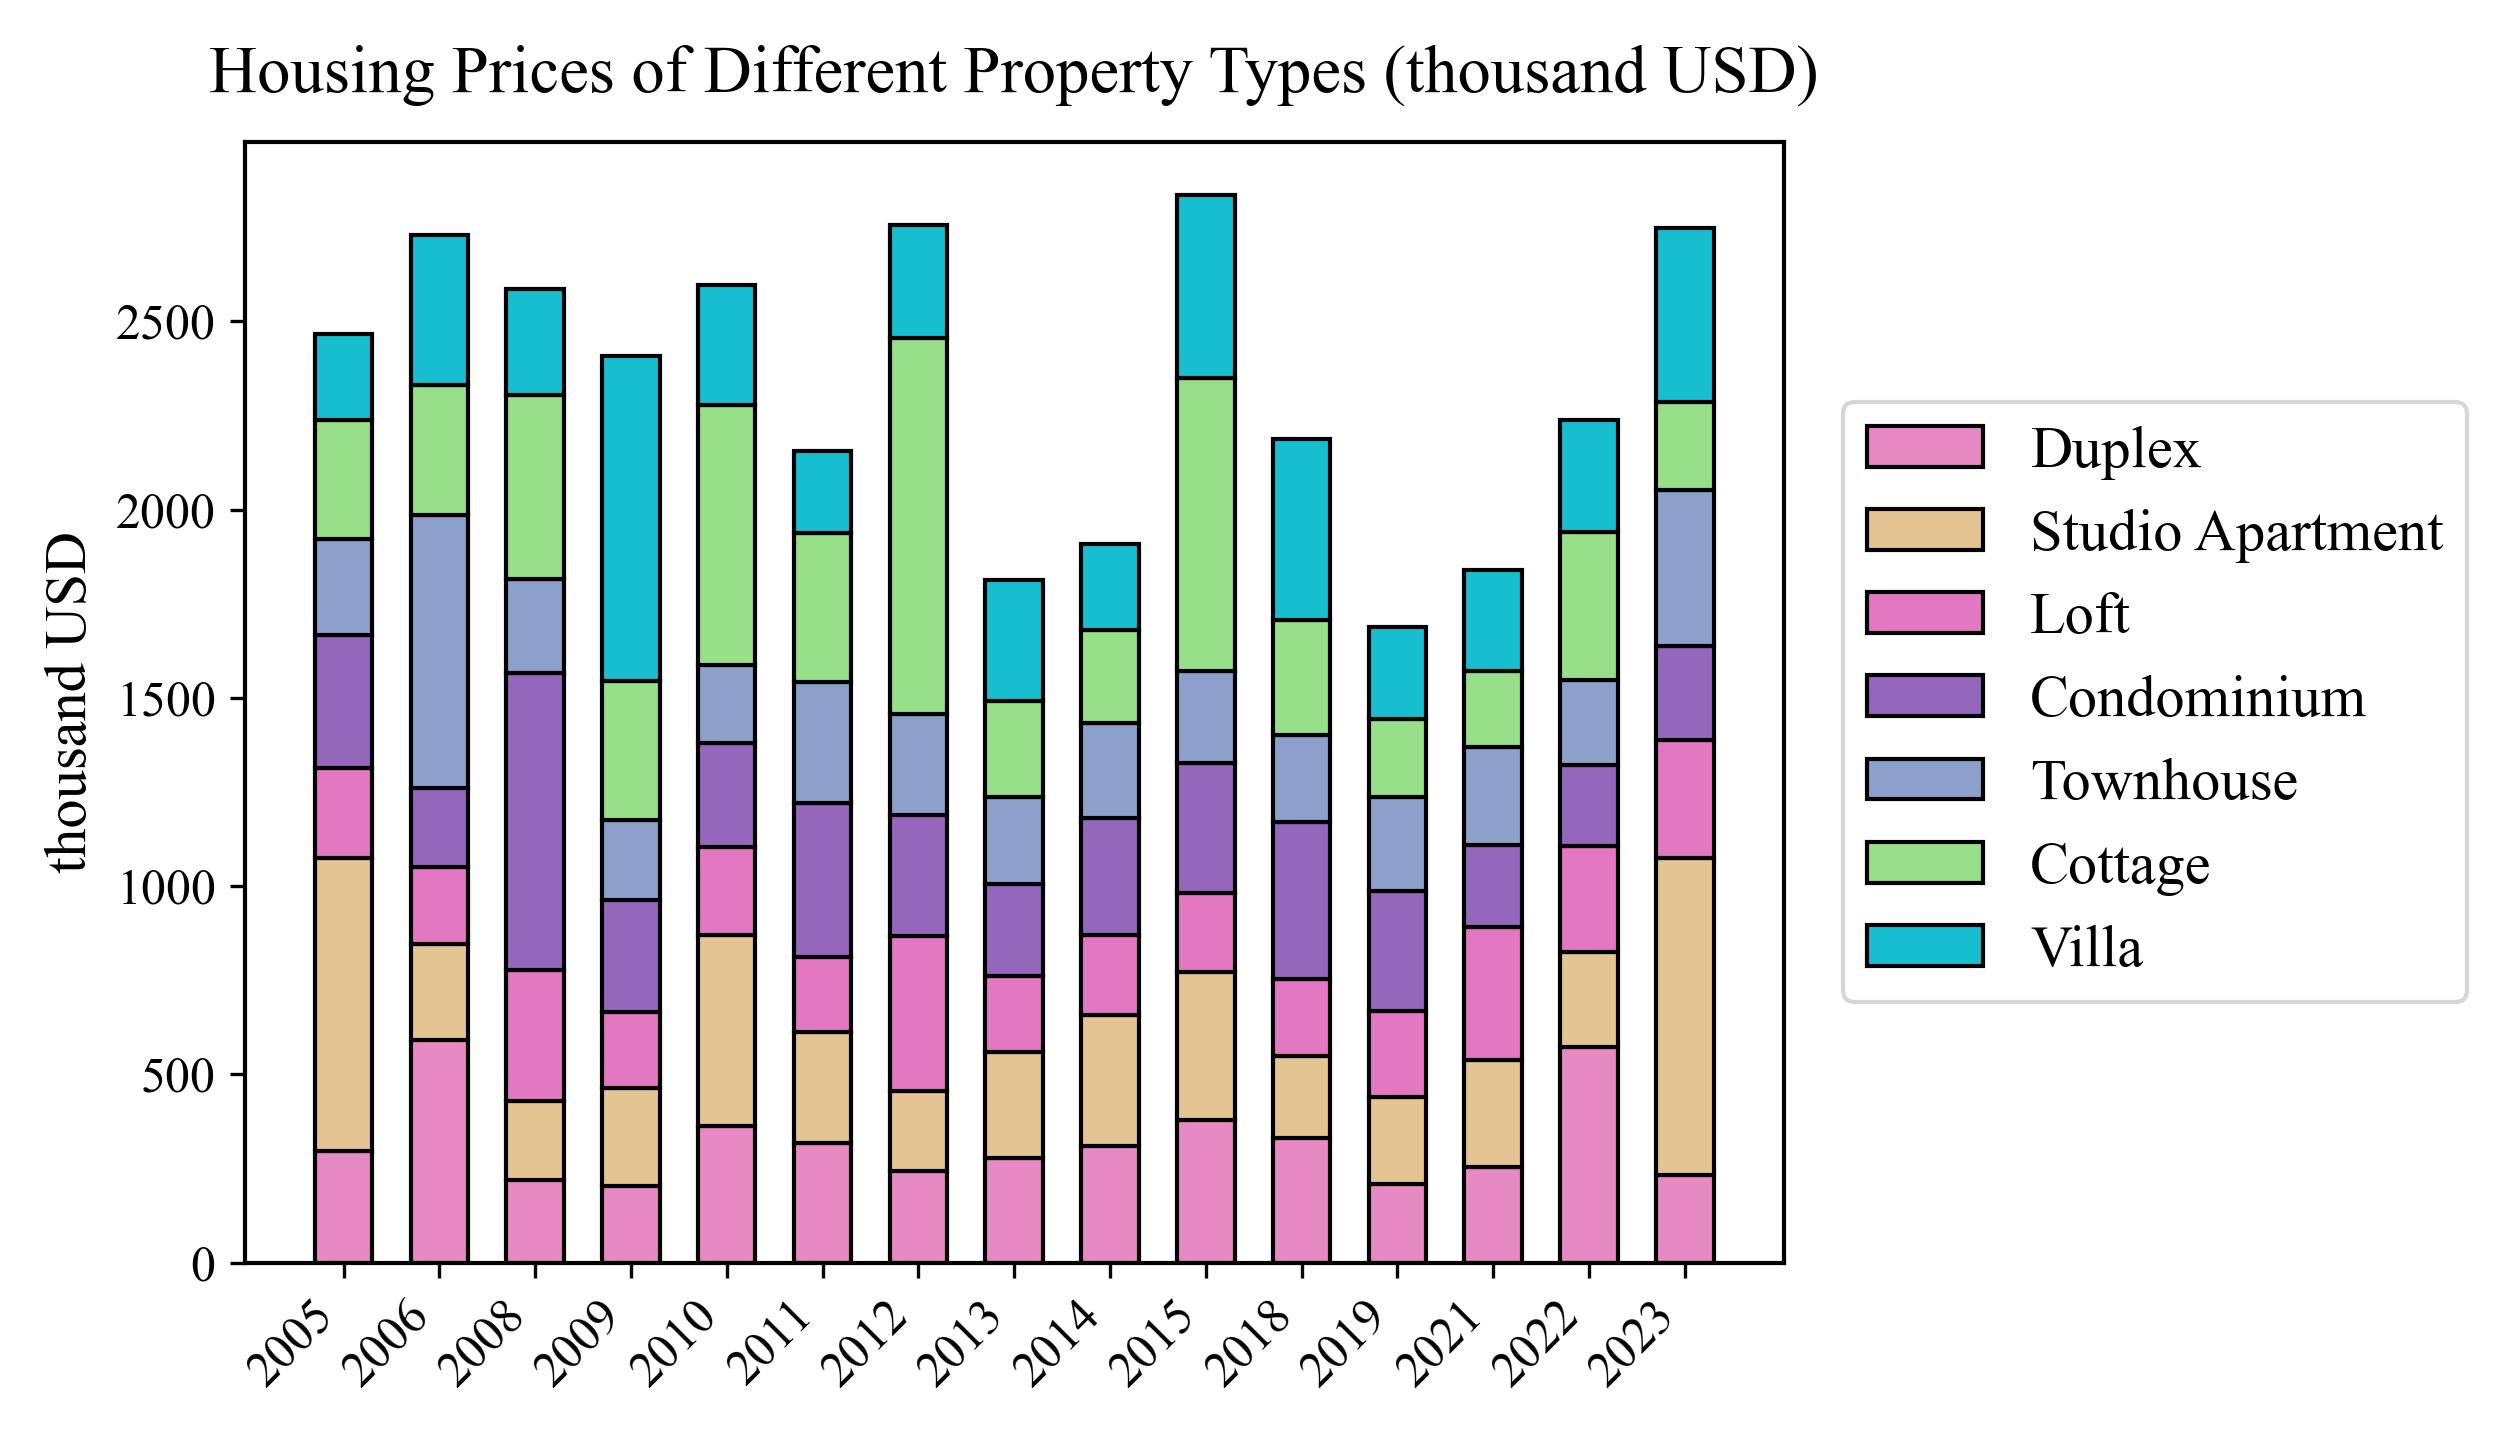 Housing Prices of Different Property Types (thousand USD)
thousand USD
2500
2000
1500
1000
500
0
2005
2006
2008
2009
2010
2011
2012
2013
2014
2015
2018
2019
2021
2022
2023
Duplex
Studio Apartment
Loft
Condominium
Townhouse
Cottage
Villa